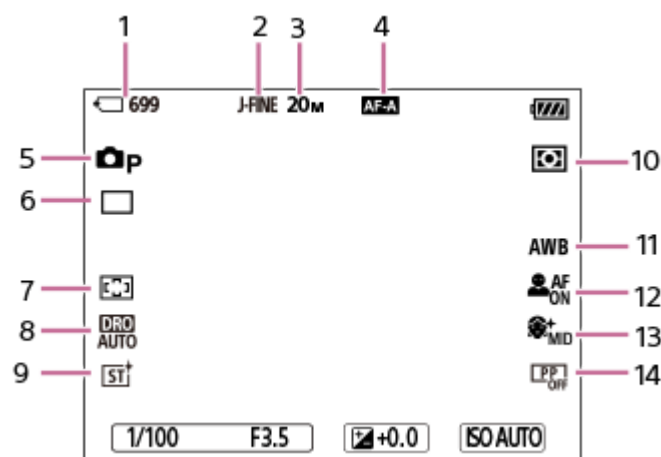 1 2 3 4
699 J-FINE 20M AF-A
5 P 10
6
AWB 11
7 AF ON 12
8 DRO AUTO MID 13
9 ST PP OFF 14
1/100 F3.5 +0.0 ISO AUTO